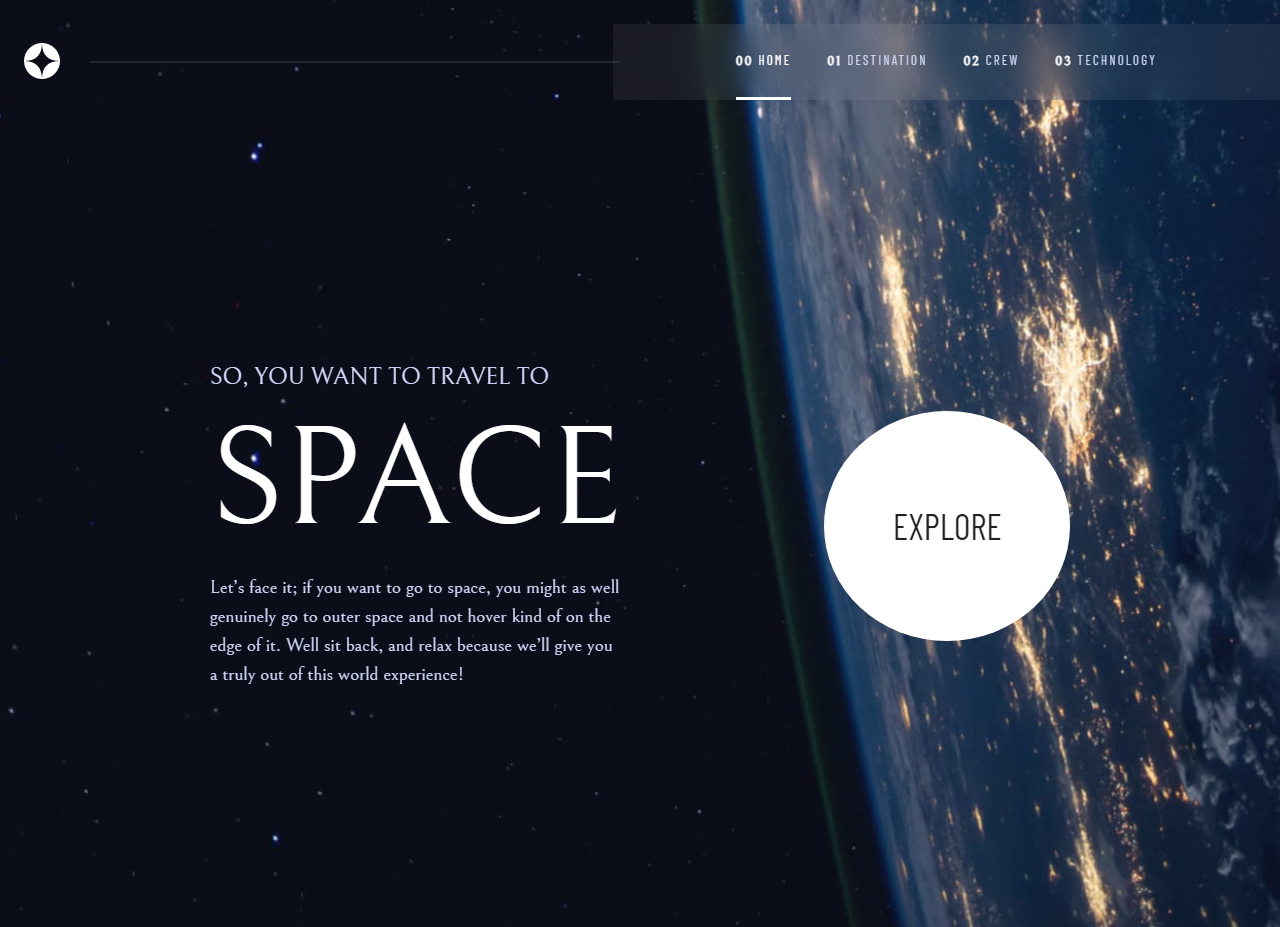 00 HOME 01 DESTINATION 02 CREW 03 TECHNOLOGY
SO, YOU WANT TO TRAVEL TO
SPACE
Let’s face it; if you want to go to space, you might as well
genuinely go to outer space and not hover kind of on the
edge of it. Well sit back, and relax because we’ll give you
a truly out of this world experience!
EXPLORE